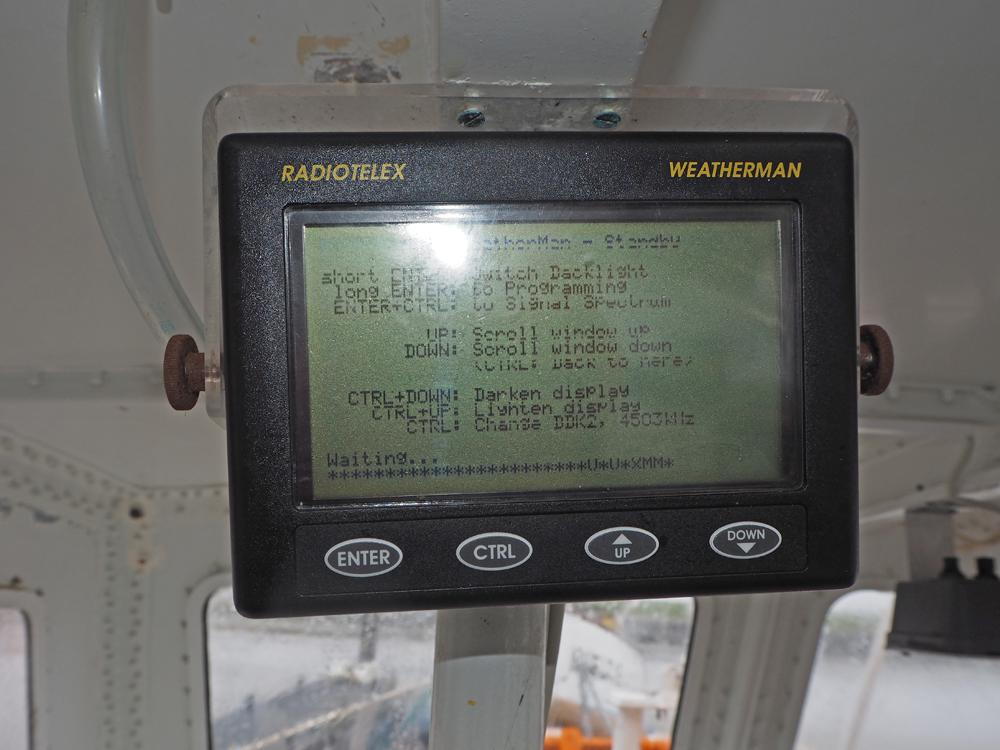 RADIOTELEX WEATHERMAN
- Standby
short Switch Backlight
long ENTER: to Programming
ENTER+CTRL: to Signal Spectrum
UP: Scroll window up
DOWN: Scroll window down
(CTRL: Back to here)
CTRL+DOWN: Darken display
CTRL+UP: Lighten display
CTRL: Change DDK2, 4583kHz
Waiting...
**********************U*U*XMM*
ENTER CTRL UP DOWN